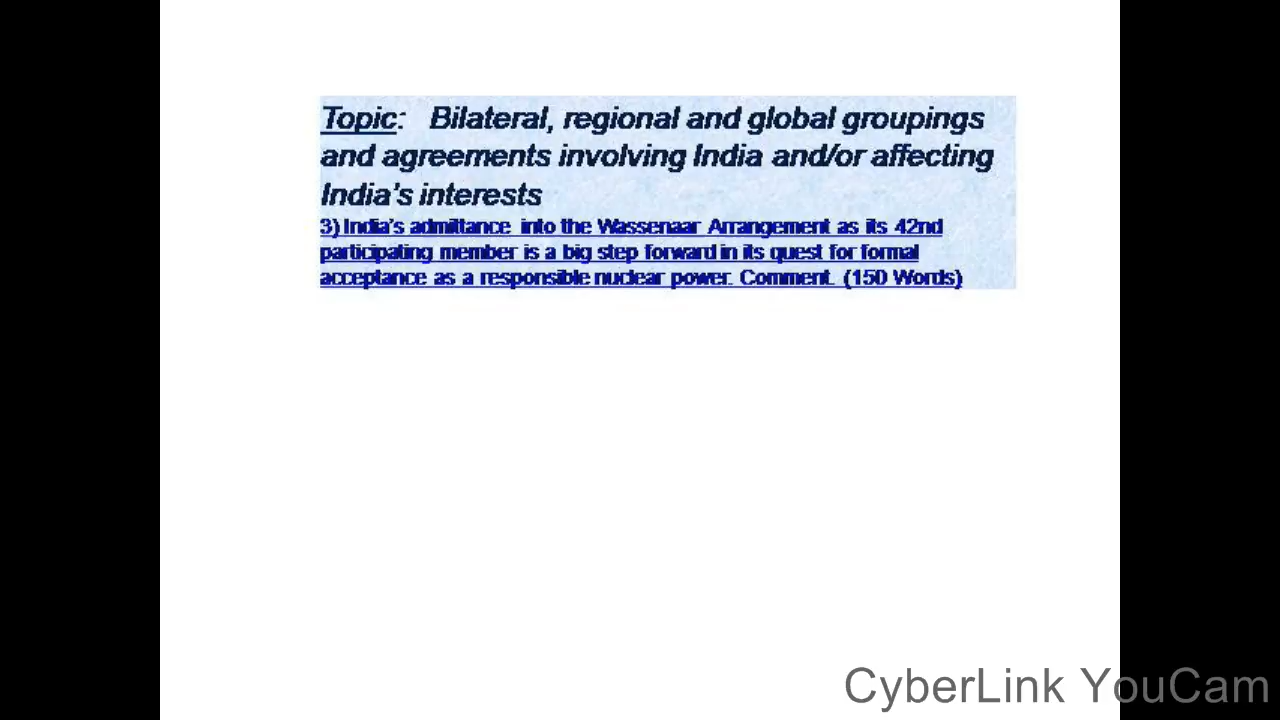 Topic: Bilateral, regional and global groupings
and agreements involving India and/or affecting
India's interests
3) India's admittance into the Wassenaar Arrangement as its 42nd
participating member is a big step forward in its quest for formal
acceptance as a responsible nuclear power. Comment. (150 Words)
CyberLink YouCam